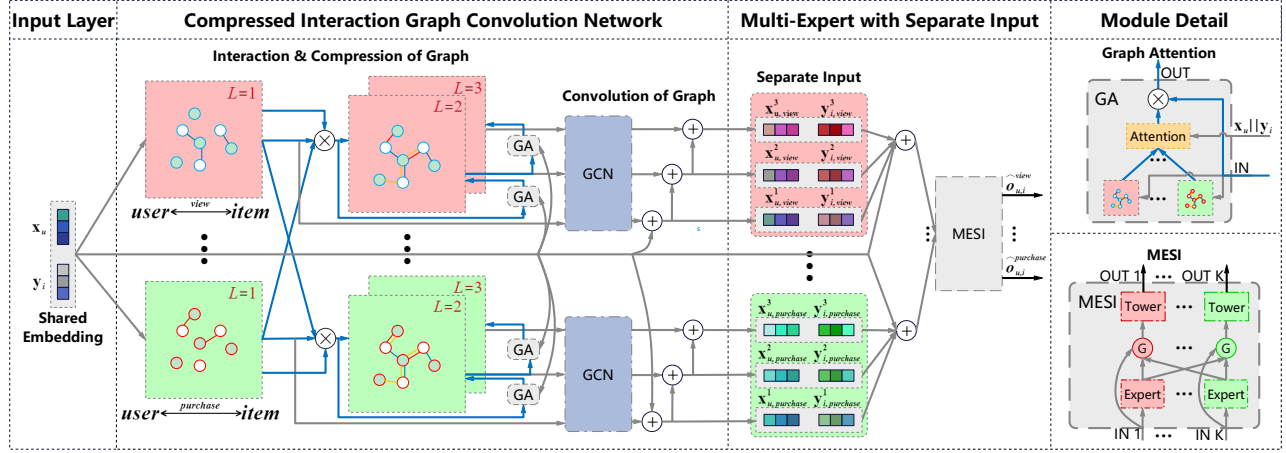 Input Layer
Compressed Interaction Graph Convolution Network
Multi-Expert with Separate Input
Module Detail
Interaction & Compression of Graph
L=1
L=3
L=2
Convolution of Graph
GA
GA
GCN
user view item
x_u
y_i
Shared
Embedding
L=1
L=3
L=2
GA
GA
GCN
user purchase item
s
Separate Input
x^3_{u,view} y^3_{i,view}
x^2_{u,view} y^2_{i,view}
x^1_{u,view} y^1_{i,view}
x^3_{u,purchase} y^3_{i,purchase}
x^2_{u,purchase} y^2_{i,purchase}
x^1_{u,purchase} y^1_{i,purchase}
MESI
o^{view}_{u,i}
o^{purchase}_{u,i}
Graph Attention
OUT
GA
x_u||y_i
Attention
IN
MESI
OUT 1 ... OUT K
MESI
Tower ... Tower
G ... G
Expert ... Expert
IN 1 ... IN K